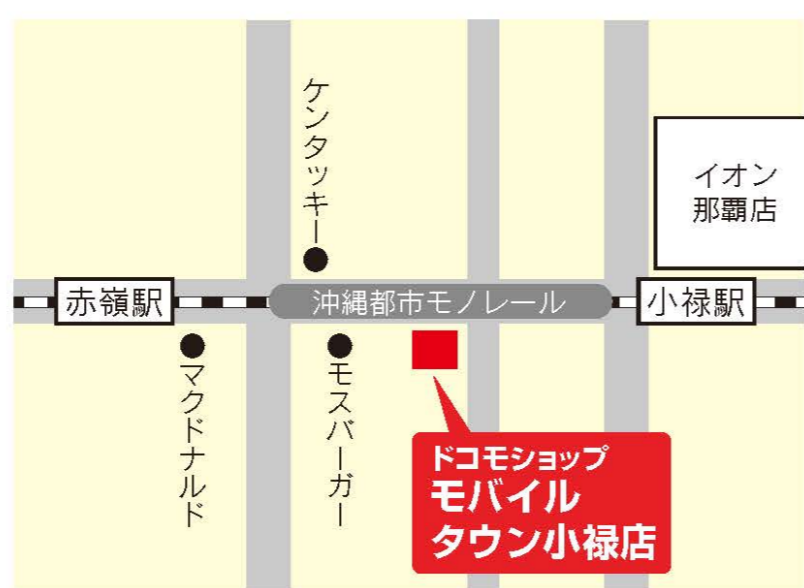 ケンタッキー
イオン
那覇店
赤嶺駅
沖縄都市モノレール
小禄駅
マクドナルド
モスバーガー
ドコモショップ
モバイル
タウン小禄店